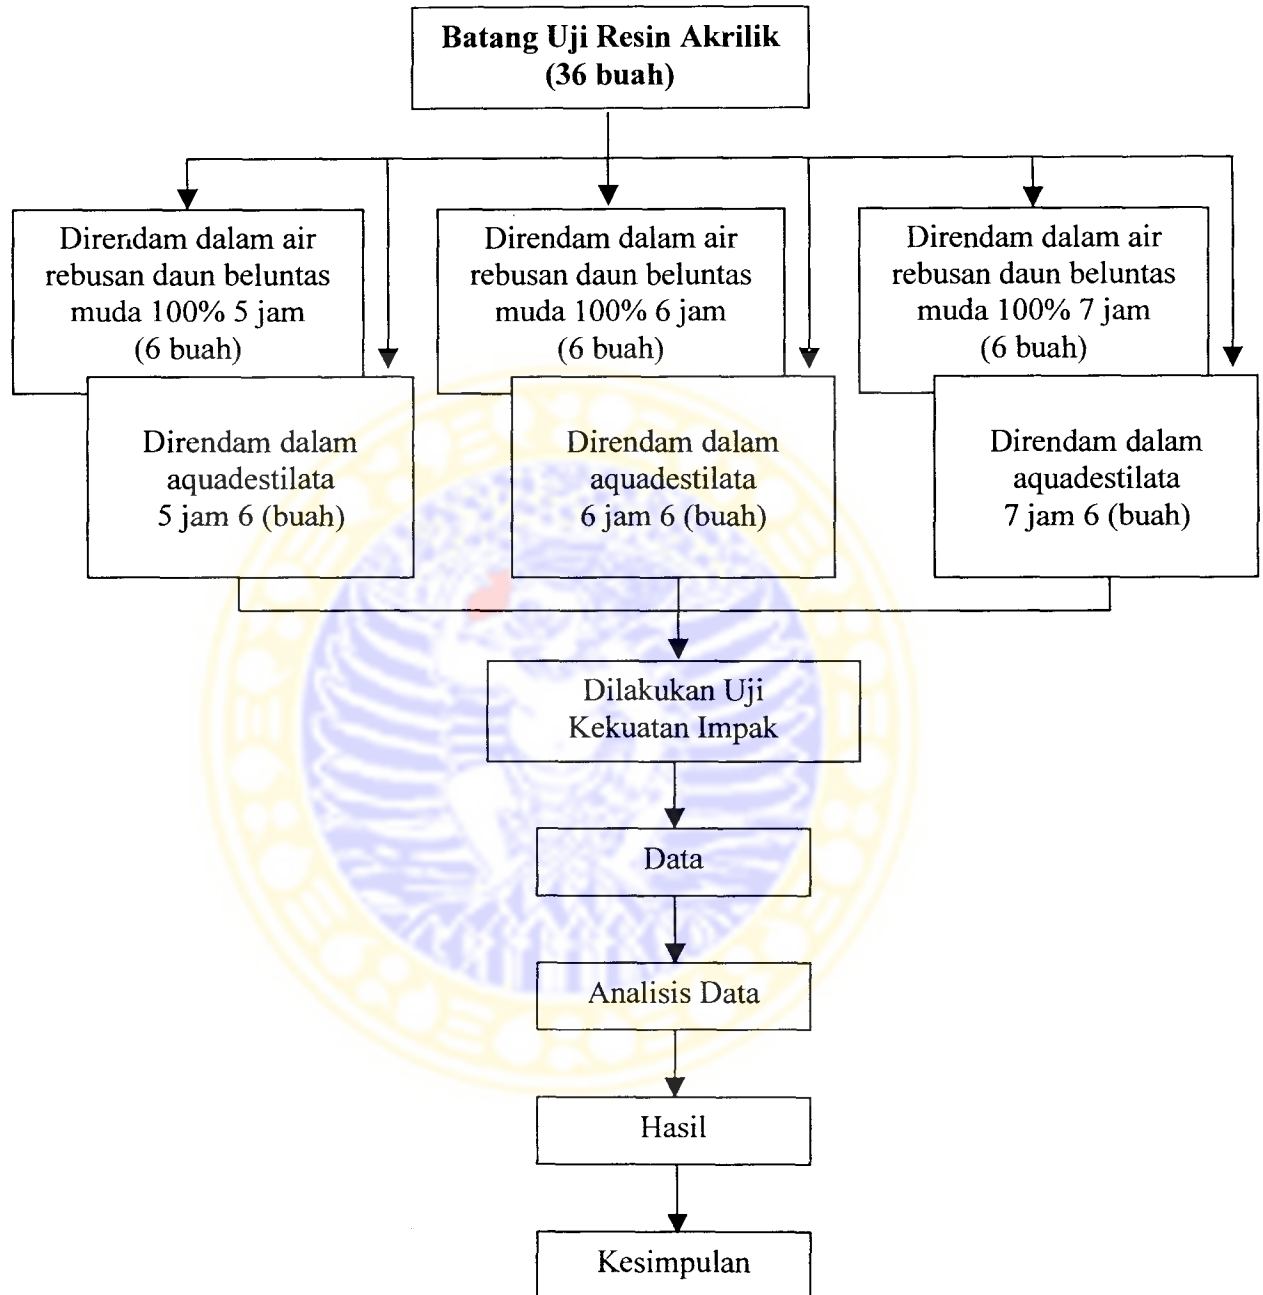 Batang Uji Resin Akrilik
(36 buah)
Direndam dalam air
rebusan daun beluntas
muda 100% 5 jam
(6 buah)
Direndam dalam air
rebusan daun beluntas
muda 100% 6 jam
(6 buah)
Direndam dalam air
rebusan daun beluntas
muda 100% 7 jam
(6 buah)
Direndam dalam
aquadestilata
5 jam 6 (buah)
Direndam dalam
aquadestilata
6 jam 6 (buah)
Direndam dalam
aquadestilata
7 jam 6 (buah)
Dilakukan Uji
Kekuatan Impak
Data
Analisis Data
Hasil
Kesimpulan